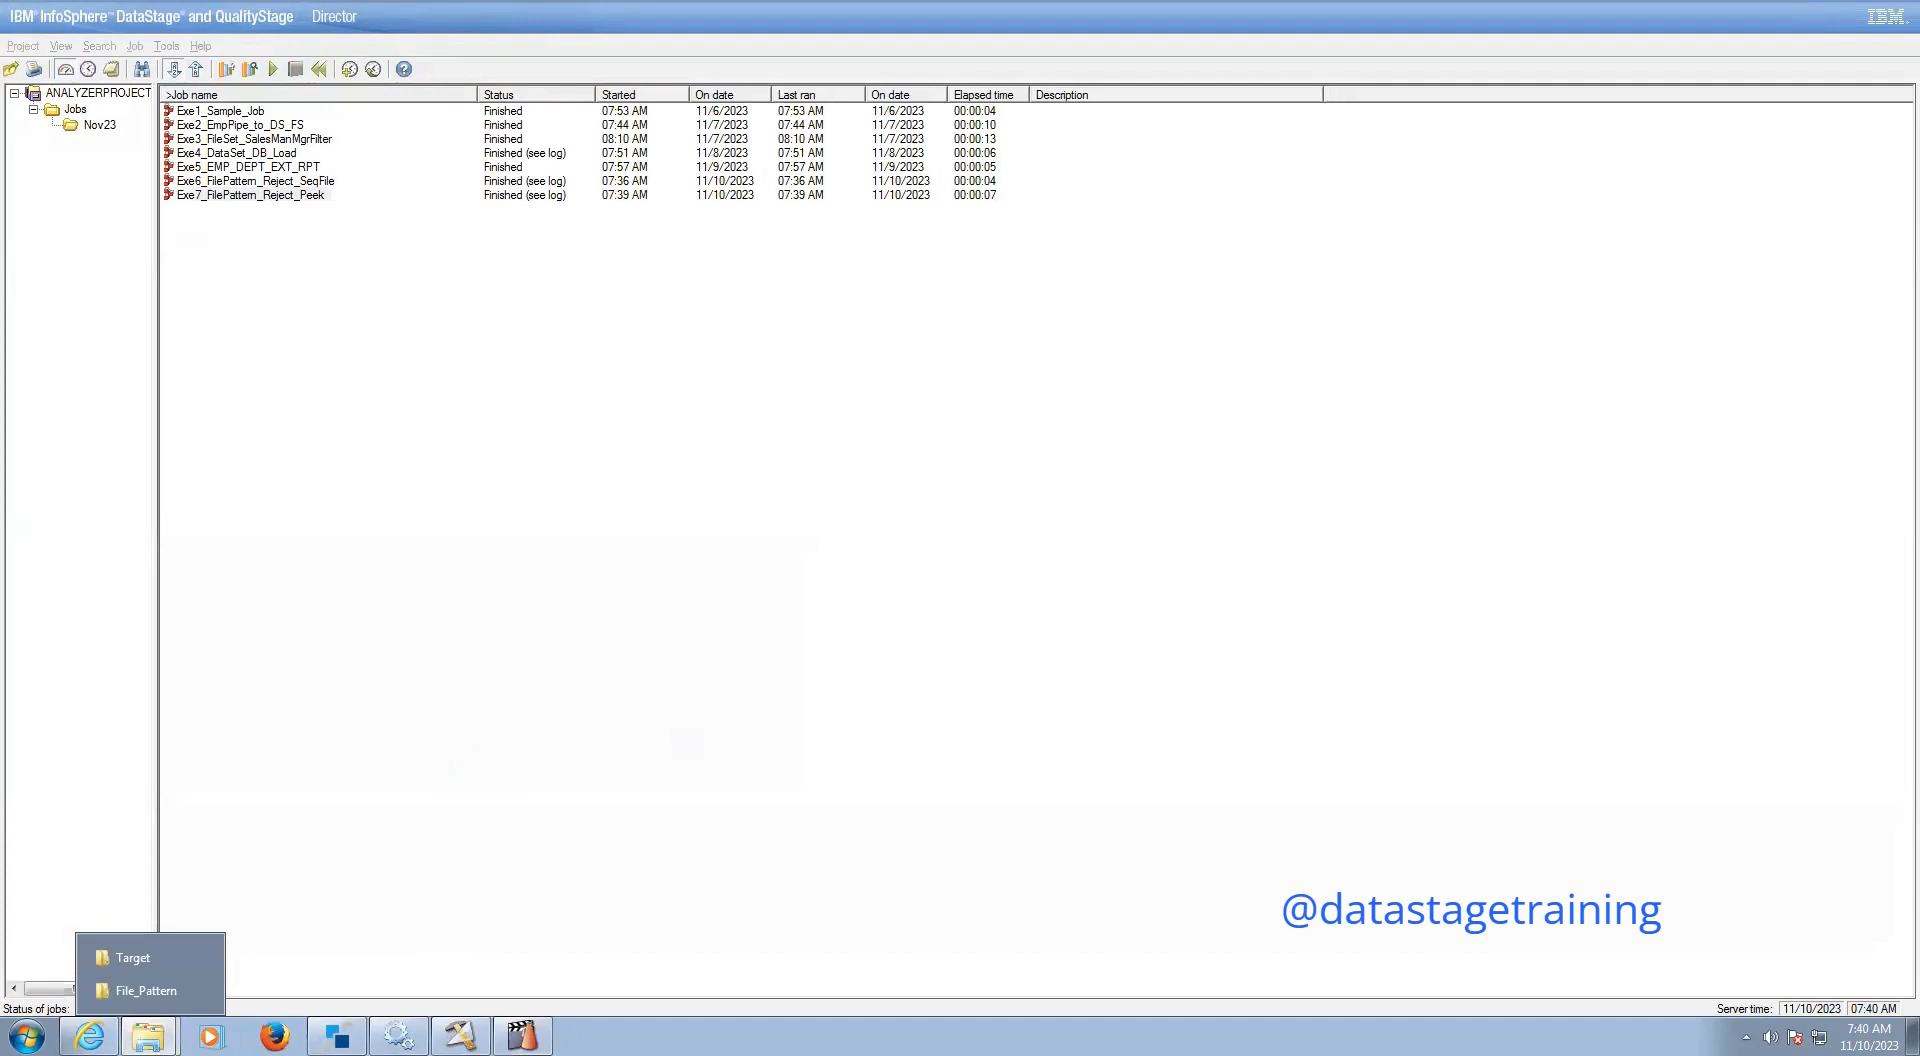 IBM® InfoSphere™ DataStage® and QualityStage Director IBM.
Project View Search Job Tools Help
ANALYZERPROJECT
Jobs
Nov23
>Job name Status Started On date Last ran On date Elapsed time Description
Exe1_Sample_Job Finished 07:53 AM 11/6/2023 07:53 AM 11/6/2023 00:00:04
Exe2_EmpPipe_to_DS_FS Finished 07:44 AM 11/7/2023 07:44 AM 11/7/2023 00:00:10
Exe3_FileSet_SalesManMgrFilter Finished 08:10 AM 11/7/2023 08:10 AM 11/7/2023 00:00:13
Exe4_DataSet_DB_Load Finished (see log) 07:51 AM 11/8/2023 07:51 AM 11/8/2023 00:00:06
Exe5_EMP_DEPT_EXT_RPT Finished 07:57 AM 11/9/2023 07:57 AM 11/9/2023 00:00:05
Exe6_FilePattern_Reject_SeqFile Finished (see log) 07:36 AM 11/10/2023 07:36 AM 11/10/2023 00:00:04
Exe7_FilePattern_Reject_Peek Finished (see log) 07:39 AM 11/10/2023 07:39 AM 11/10/2023 00:00:07
@datastagetraining
Target
File_Pattern
Status of jobs: Server time: 11/10/2023 07:40 AM
7:40 AM
11/10/2023